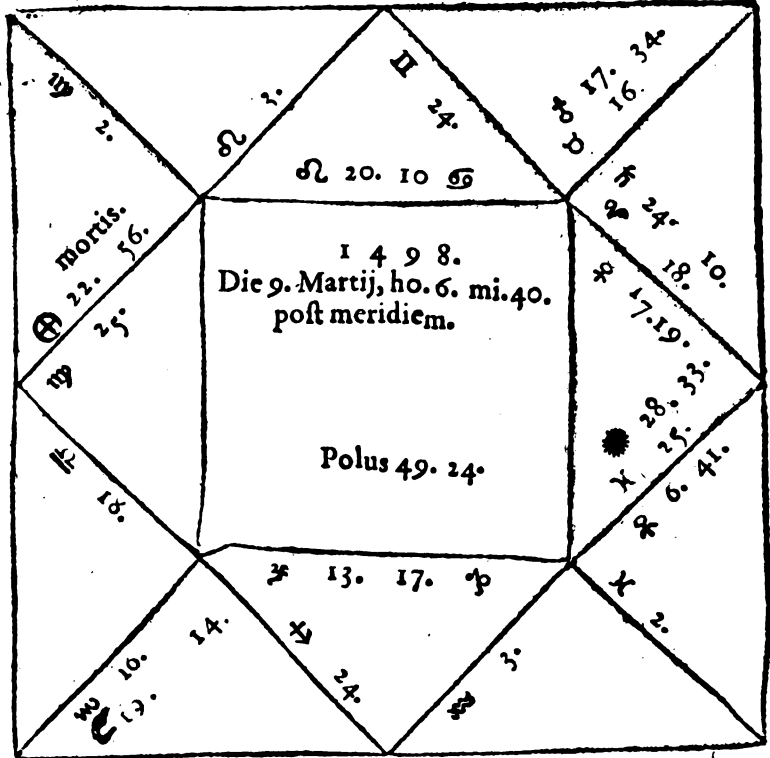 ♍ 2.
♌ 3.
♊ 24.
♌ 20. 10 ♋
♂ 17. 34.
♉ 16.
♄ 24. 10.
♈ 18.
mortis.
⊕ 22. 56.
♍ 25.
1 4 9 8.
Die 9. Martij, ho. 6. mi. 40.
poſt meridiem.
Polus 49. 24.
17. 19.
28. 33.
♓ 25.
6. 41.
♎ 18.
♃ 13. 17. ♑
♓ 2.
♏ 16. 14.
☾ 19.
♐ 24.
♒ 3.